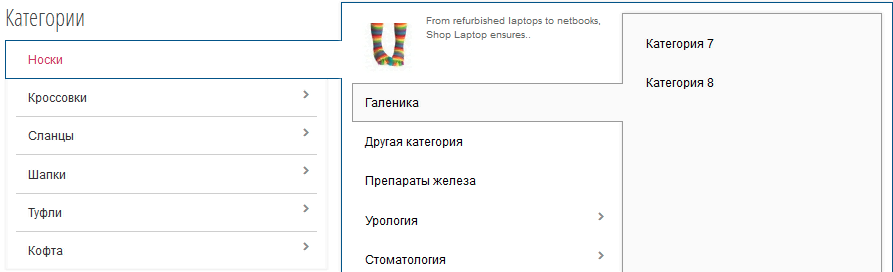 Категории
Носки
Кроссовки
Сланцы
Шапки
Туфли
Кофта
From refurbished laptops to netbooks,
Shop Laptop ensures..
Галеника
Другая категория
Препараты железа
Урология
Стоматология
Категория 7
Категория 8